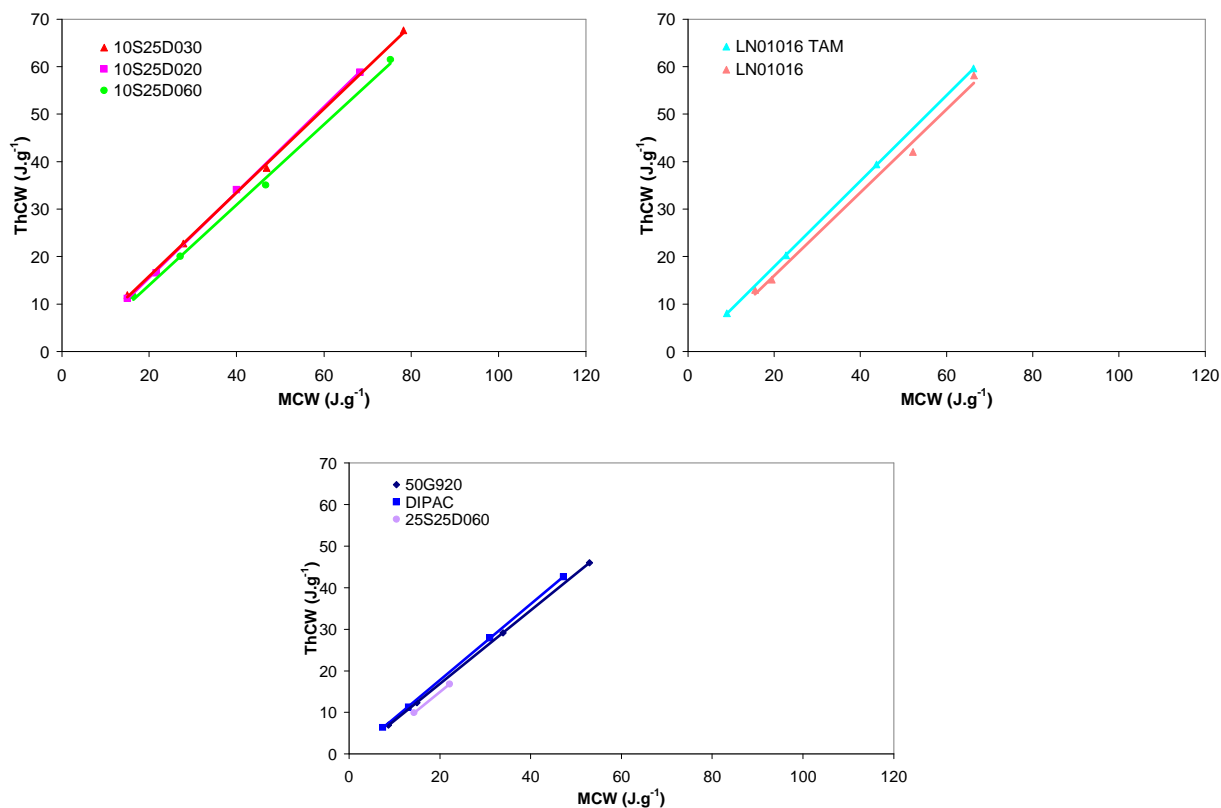 70
60
50
40
30
20
10
0
ThCW (J.g-1)
10S25D030
10S25D020
10S25D060
0 20 40 60 80 100 120
MCW (J.g-1)
70
60
50
40
30
20
10
0
ThCW (J.g-1)
LN01016 TAM
LN01016
0 20 40 60 80 100 120
MCW (J.g-1)
70
60
50
40
30
20
10
0
ThCW (J.g-1)
50G920
DIPAC
25S25D060
0 20 40 60 80 100 120
MCW (J.g-1)